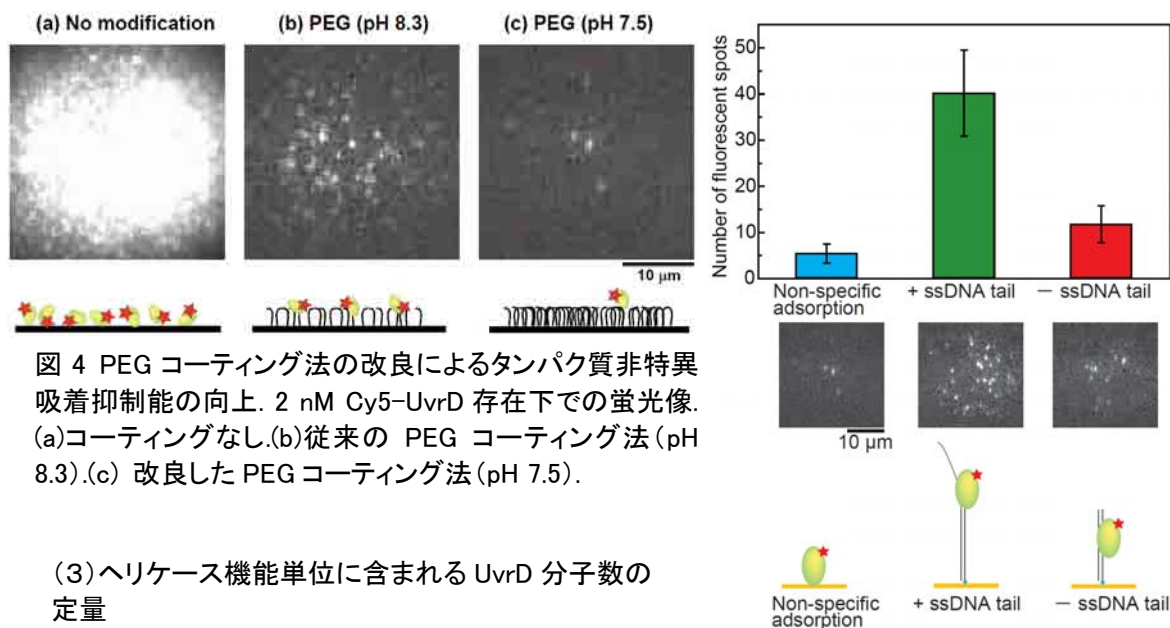 (a) No modification
(b) PEG (pH 8.3)
(c) PEG (pH 7.5)
10 μm
図 4 PEG コーティング法の改良によるタンパク質非特異
吸着抑制能の向上. 2 nM Cy5-UvrD 存在下での蛍光像.
(a)コーティングなし.(b)従来の PEG コーティング法(pH
8.3).(c) 改良した PEG コーティング法(pH 7.5).
(3)ヘリケース機能単位に含まれる UvrD 分子数の
定量
Number of fluorescent spots
50
40
30
20
10
0
Non-specific
adsorption
+ ssDNA tail
− ssDNA tail
10 μm
Non-specific
adsorption
+ ssDNA tail
− ssDNA tail